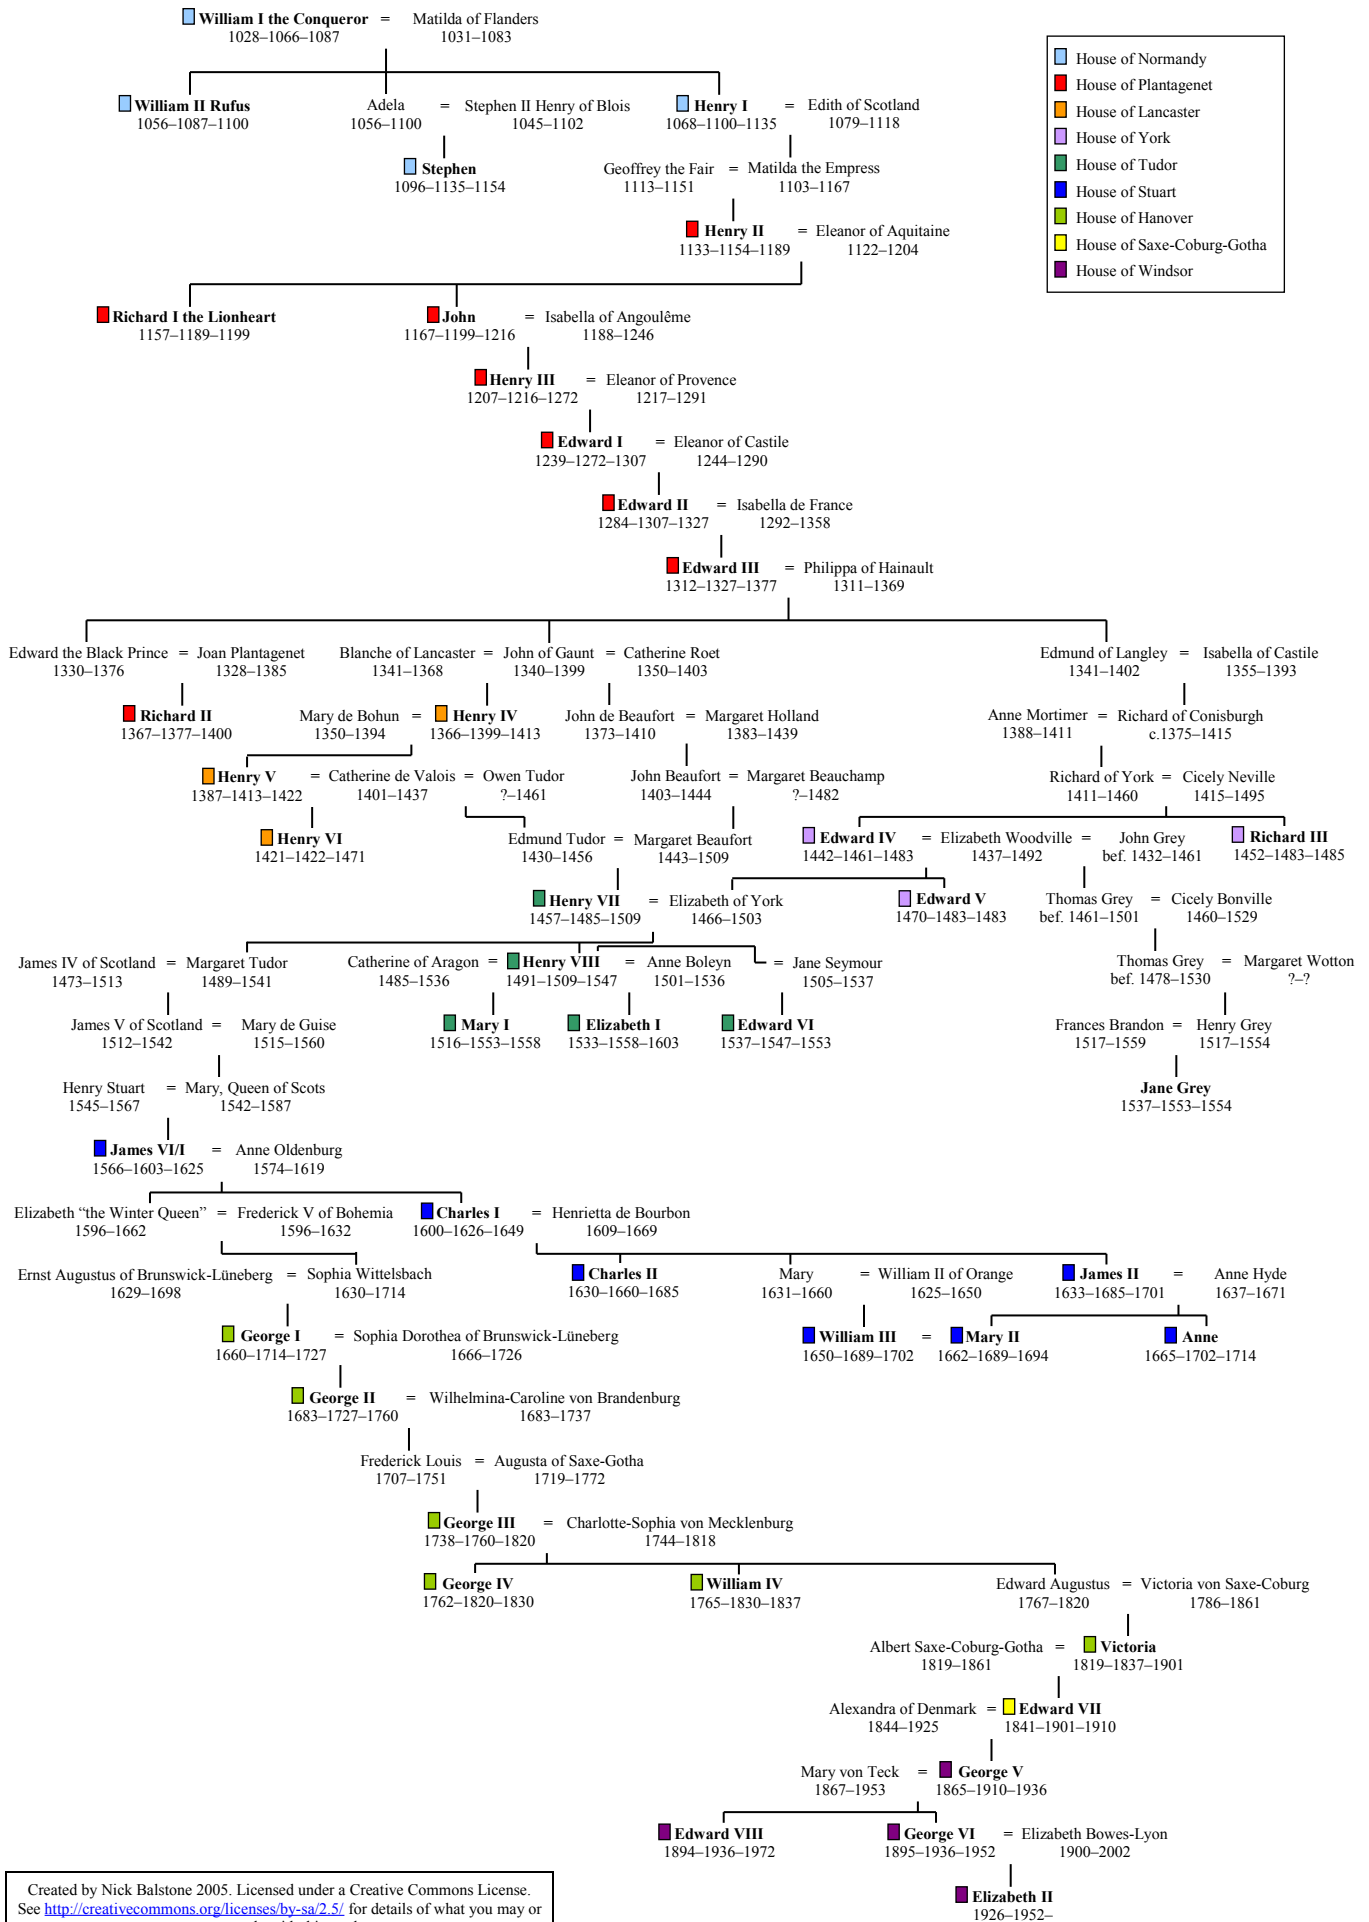 William I the Conqueror = Matilda of Flanders
1028–1066–1087 1031–1083
House of Normandy
House of Plantagenet
House of Lancaster
House of York
House of Tudor
House of Stuart
House of Hanover
House of Saxe-Coburg-Gotha
House of Windsor
William II Rufus Adela = Stephen II Henry of Blois Henry I = Edith of Scotland
1056–1087–1100 1056–1100 1045–1102 1068–1100–1135 1079–1118
Stephen Geoffrey the Fair = Matilda the Empress
1096–1135–1154 1113–1151 1103–1167
Henry II = Eleanor of Aquitaine
1133–1154–1189 1122–1204
Richard I the Lionheart John = Isabella of Angoulême
1157–1189–1199 1167–1199–1216 1188–1246
Henry III = Eleanor of Provence
1207–1216–1272 1217–1291
Edward I = Eleanor of Castile
1239–1272–1307 1244–1290
Edward II = Isabella de France
1284–1307–1327 1292–1358
Edward III = Philippa of Hainault
1312–1327–1377 1311–1369
Edward the Black Prince = Joan Plantagenet Blanche of Lancaster = John of Gaunt = Catherine Roet Edmund of Langley = Isabella of Castile
1330–1376 1328–1385 1341–1368 1340–1399 1350–1403 1341–1402 1355–1393
Richard II Mary de Bohun = Henry IV John de Beaufort = Margaret Holland Anne Mortimer = Richard of Conisburgh
1367–1377–1400 1350–1394 1366–1399–1413 1373–1410 1383–1439 1388–1411 c.1375–1415
Henry V = Catherine de Valois = Owen Tudor John Beaufort = Margaret Beauchamp Richard of York = Cicely Neville
1387–1413–1422 1401–1437 ?–1461 1403–1444 ?–1482 1411–1460 1415–1495
Henry VI Edmund Tudor = Margaret Beaufort Edward IV = Elizabeth Woodville = John Grey Richard III
1421–1422–1471 1430–1456 1443–1509 1442–1461–1483 1437–1492 bef. 1432–1461 1452–1483–1485
Henry VII = Elizabeth of York Edward V Thomas Grey = Cicely Bonville
1457–1485–1509 1466–1503 1470–1483–1483 bef. 1461–1501 1460–1529
James IV of Scotland = Margaret Tudor Catherine of Aragon = Henry VIII = Anne Boleyn = Jane Seymour Thomas Grey = Margaret Wotton
1473–1513 1489–1541 1485–1536 1491–1509–1547 1501–1536 1505–1537 bef. 1478–1530 ?–?
James V of Scotland = Mary de Guise Mary I Elizabeth I Edward VI Frances Brandon = Henry Grey
1512–1542 1515–1560 1516–1553–1558 1533–1558–1603 1537–1547–1553 1517–1559 1517–1554
Henry Stuart = Mary, Queen of Scots Jane Grey
1545–1567 1542–1587 1537–1553–1554
James VI/I = Anne Oldenburg
1566–1603–1625 1574–1619
Elizabeth “the Winter Queen” = Frederick V of Bohemia Charles I = Henrietta de Bourbon
1596–1662 1596–1632 1600–1626–1649 1609–1669
Ernst Augustus of Brunswick-Lüneberg = Sophia Wittelsbach Charles II Mary = William II of Orange James II = Anne Hyde
1629–1698 1630–1714 1630–1660–1685 1631–1660 1625–1650 1633–1685–1701 1637–1671
George I = Sophia Dorothea of Brunswick-Lüneberg William III = Mary II Anne
1660–1714–1727 1666–1726 1650–1689–1702 1662–1689–1694 1665–1702–1714
George II = Wilhelmina-Caroline von Brandenburg
1683–1727–1760 1683–1737
Frederick Louis = Augusta of Saxe-Gotha
1707–1751 1719–1772
George III = Charlotte-Sophia von Mecklenburg
1738–1760–1820 1744–1818
George IV William IV Edward Augustus = Victoria von Saxe-Coburg
1762–1820–1830 1765–1830–1837 1767–1820 1786–1861
Albert Saxe-Coburg-Gotha = Victoria
1819–1861 1819–1837–1901
Alexandra of Denmark = Edward VII
1844–1925 1841–1901–1910
Mary von Teck = George V
1867–1953 1865–1910–1936
Edward VIII George VI = Elizabeth Bowes-Lyon
1894–1936–1972 1895–1936–1952 1900–2002
Elizabeth II
1926–1952–
Created by Nick Balstone 2005. Licensed under a Creative Commons License.
See http://creativecommons.org/licenses/by-sa/2.5/ for details of what you may or